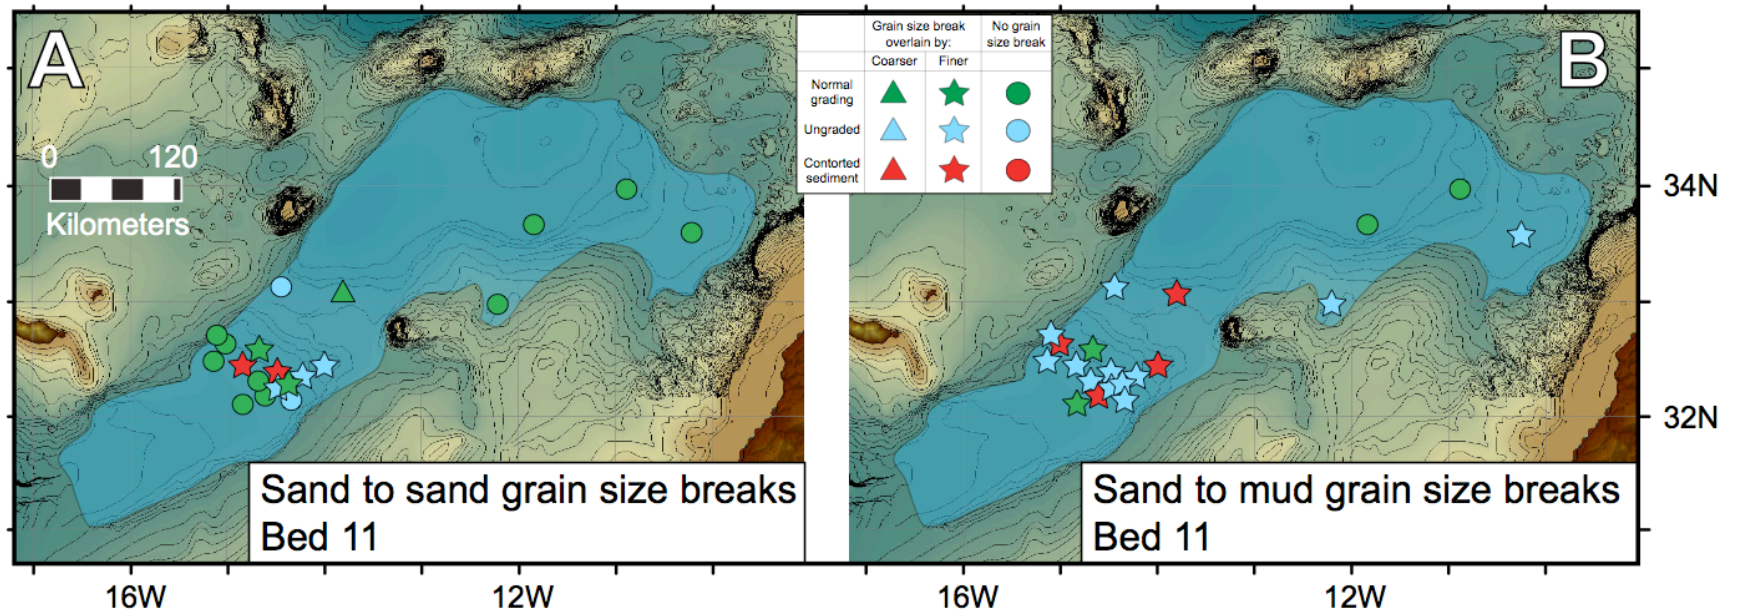 A
B
Grain size break
overlain by:
No grain
size break
Coarser
Finer
Normal
grading
Ungraded
Contorted
sediment
0
120
Kilometers
34N
32N
Sand to sand grain size breaks
Bed 11
Sand to mud grain size breaks
Bed 11
16W
12W
16W
12W